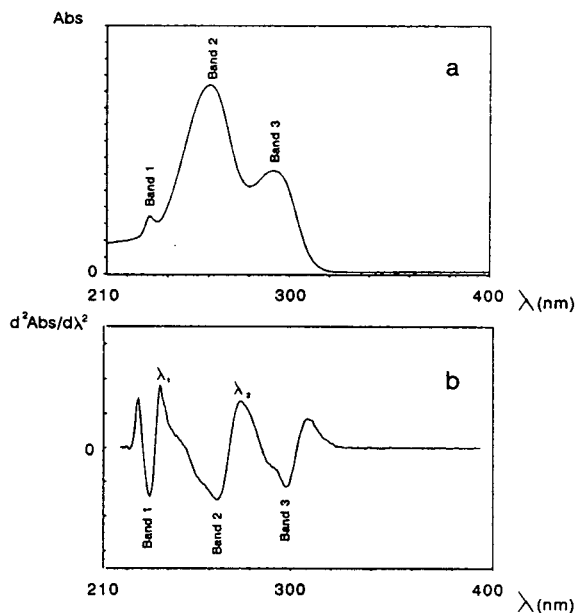 Abs
a
Band 1
Band 2
Band 3
0
210 300 400 λ(nm)
d²Abs/dλ²
b
λ₁ λ₂
0
Band 1
Band 2
Band 3
210 300 400 λ(nm)